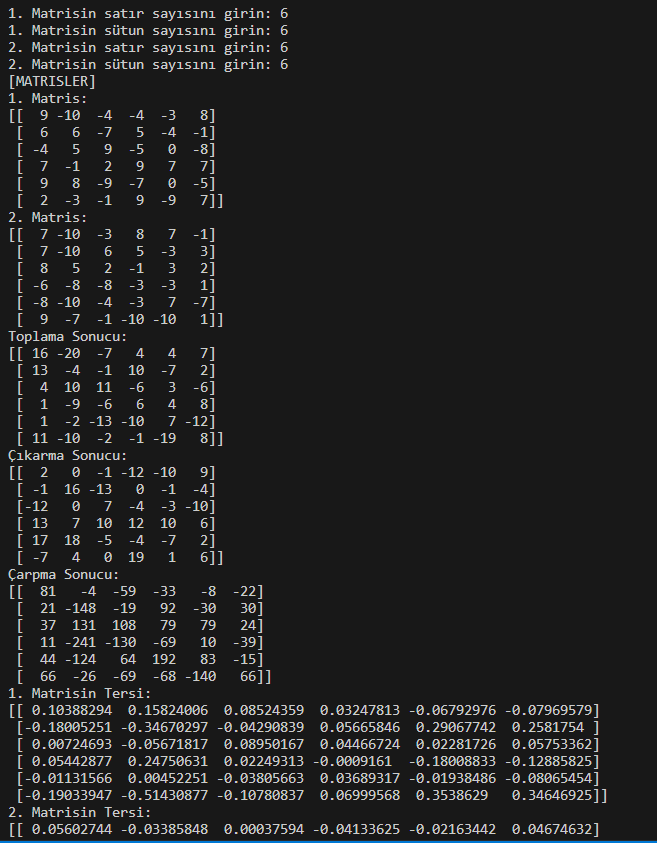 1. Matrisin satır sayısını girin: 6
1. Matrisin sütun sayısını girin: 6
2. Matrisin satır sayısını girin: 6
2. Matrisin sütun sayısını girin: 6
[MATRISLER]
1. Matris:
[[  9 -10  -4  -4  -3   8]
 [  6   6  -7   5  -4  -1]
 [ -4   5   9  -5   0  -8]
 [  7  -1   2   9   7   7]
 [  9   8  -9  -7   0  -5]
 [  2  -3  -1   9  -9   7]]
2. Matris:
[[  7 -10  -3   8   7  -1]
 [  7 -10   6   5  -3   3]
 [  8   5   2  -1   3   2]
 [ -6  -8  -8  -3  -3   1]
 [ -8 -10  -4  -3   7  -7]
 [  9  -7  -1 -10 -10   1]]
Toplama Sonucu:
[[ 16 -20  -7   4   4   7]
 [ 13  -4  -1  10  -7   2]
 [  4  10  11  -6   3  -6]
 [  1  -9  -6   6   4   8]
 [  1  -2 -13 -10   7 -12]
 [ 11 -10  -2  -1 -19   8]]
Çıkarma Sonucu:
[[  2   0  -1 -12 -10   9]
 [ -1  16 -13   0  -1  -4]
 [-12   0   7  -4  -3 -10]
 [ 13   7  10  12  10   6]
 [ 17  18  -5  -4  -7   2]
 [ -7   4   0  19   1   6]]
Çarpma Sonucu:
[[  81   -4  -59  -33   -8  -22]
 [  21 -148  -19   92  -30   30]
 [  37  131  108   79   79   24]
 [  11 -241 -130  -69   10  -39]
 [  44 -124   64  192   83  -15]
 [  66  -26  -69  -68 -140   66]]
1. Matrisin Tersi:
[[ 0.10388294  0.15824006  0.08524359  0.03247813 -0.06792976 -0.07969579]
 [-0.18005251 -0.34670297 -0.04290839  0.05665846  0.29067742  0.2581754 ]
 [ 0.00724693 -0.05671817  0.08950167  0.04466724  0.02281726  0.05753362]
 [ 0.05442877  0.24750631  0.02249313 -0.0009161  -0.18008833 -0.12885825]
 [-0.01131566  0.00452251 -0.03805663  0.03689317 -0.01938486 -0.08065454]
 [-0.19033947 -0.51430877 -0.10780837  0.06999568  0.3538629   0.34646925]]
2. Matrisin Tersi:
[[ 0.05602744 -0.03385848  0.00037594 -0.04133625 -0.02163442  0.04674632]